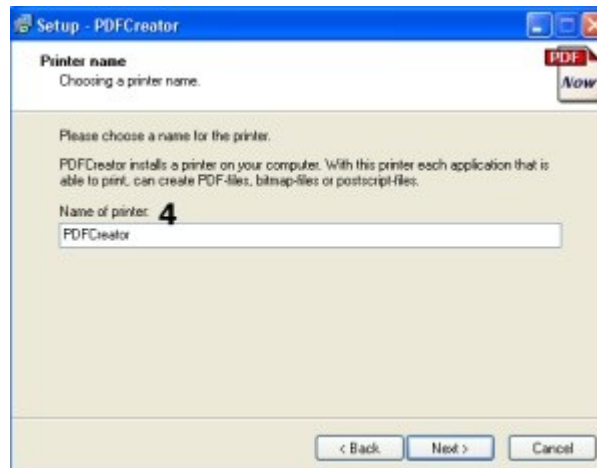 Setup - PDFCreator
Printer name
Choosing a printer name.
PDF
Now
Please choose a name for the printer.
PDFCreator installs a printer on your computer. With this printer each application that is
able to print, can create PDF-files, bitmap-files or postscript-files.
Name of printer: 4
PDFCreator
< Back Next > Cancel